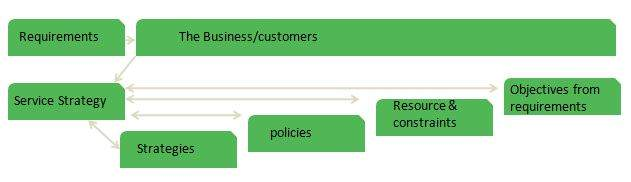 Requirements
The Business/customers
Service Strategy
Objectives from
requirements
Resource &
constraints
policies
Strategies